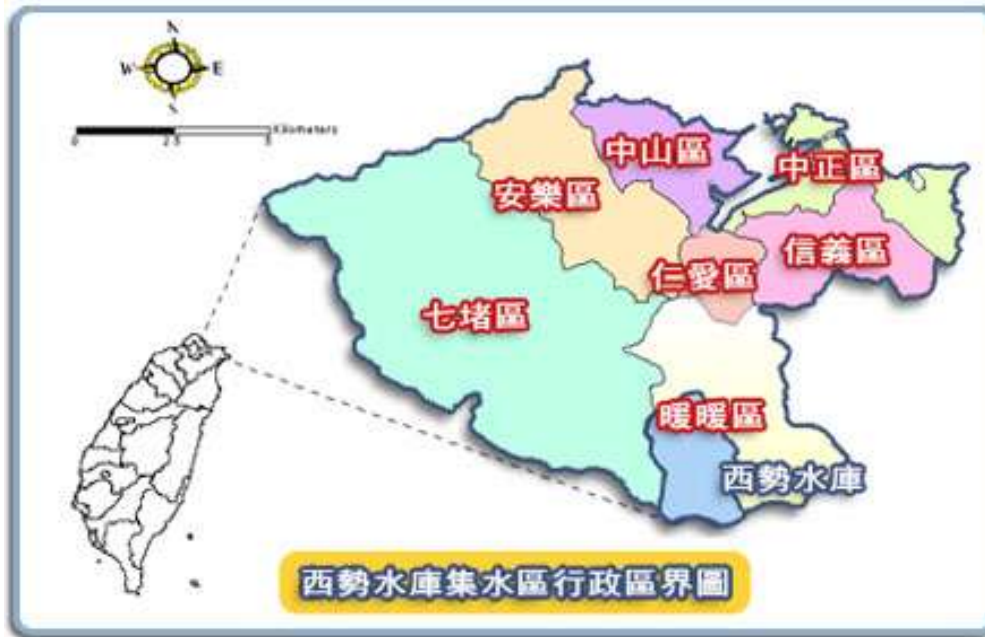 N
W E
S
Kilometers
0 2.5 5
中山區
中正區
安樂區
信義區
仁愛區
七堵區
暖暖區
西勢水庫
西勢水庫集水區行政區界圖